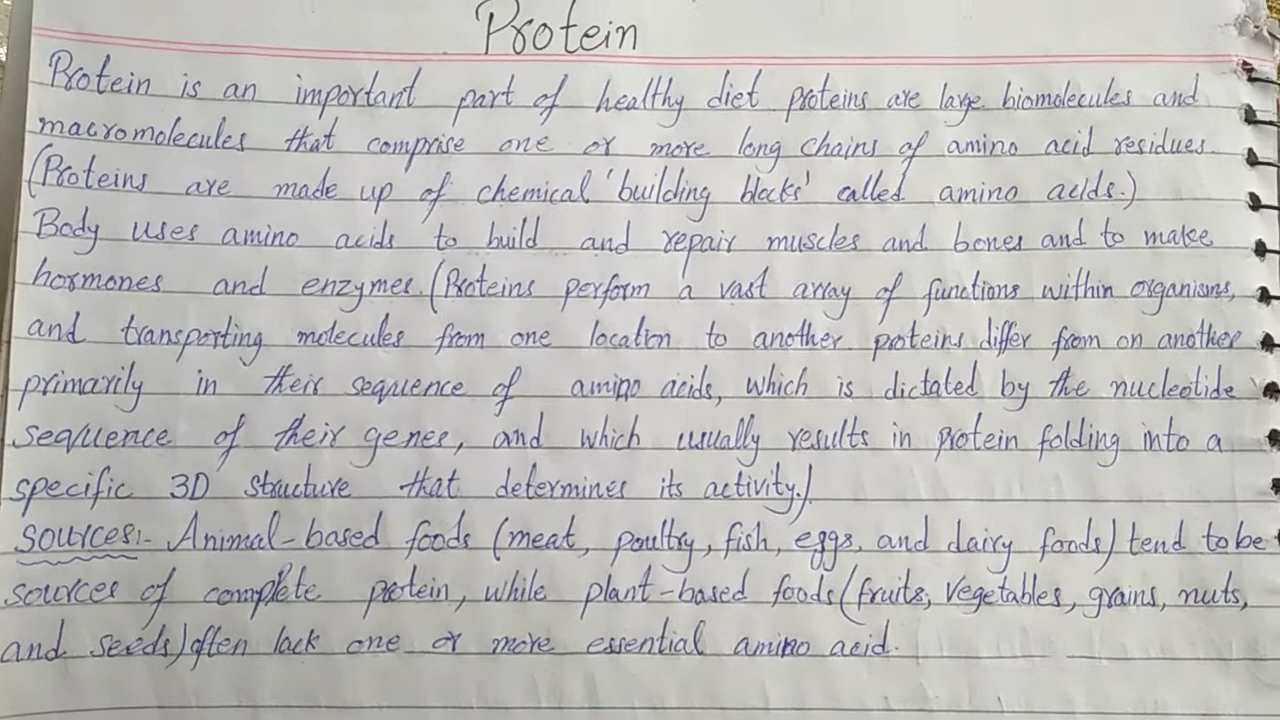 Protein
Protein is an important part of healthy diet proteins are large biomolecules and
macromolecules that comprise one or more long chains of amino acid residues.
(Proteins are made up of chemical 'building blocks' called amino acids.)
Body uses amino acids to build and repair muscles and bones and to make
hormones and enzymes. (Proteins perform a vast array of functions within organisms,
and transporting molecules from one location to another proteins differ from on another
primarily in their sequence of amino acids, which is dictated by the nucleotide
sequence of their genes, and which usually results in protein folding into a
specific 3D structure that determines its activity.)
Sources:- Animal-based foods (meat, poultry, fish, eggs, and dairy foods) tend to be
sources of complete protein, while plant-based foods (fruits, vegetables, grains, nuts,
and seeds) often lack one or more essential amino acid.